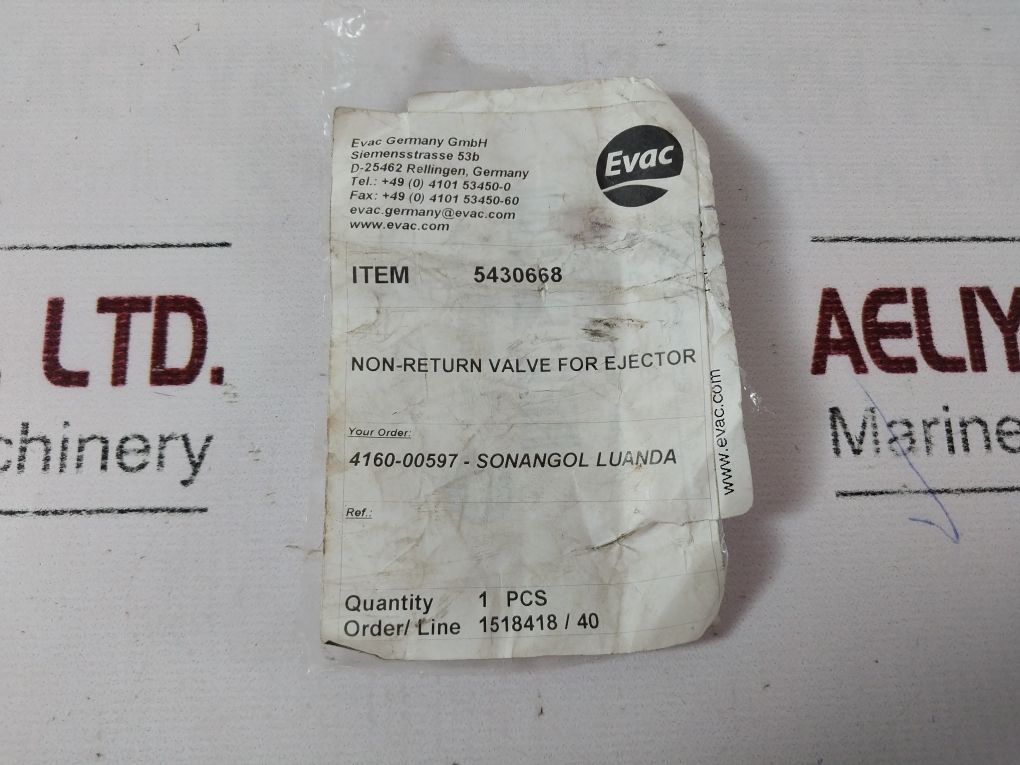 Evac Germany GmbH
Siemensstrasse 53b
D-25462 Rellingen, Germany
Tel.: +49 (0) 4101 53450-0
Fax: +49 (0) 4101 53450-60
evac.germany@evac.com
www.evac.com
Evac
ITEM 5430668
NON-RETURN VALVE FOR EJECTOR
www.evac.com
Your Order:
4160-00597 - SONANGOL LUANDA
Ref.:
Quantity 1 PCS
Order/ Line 1518418 / 40
LTD.
chinery
AELIY
Marine